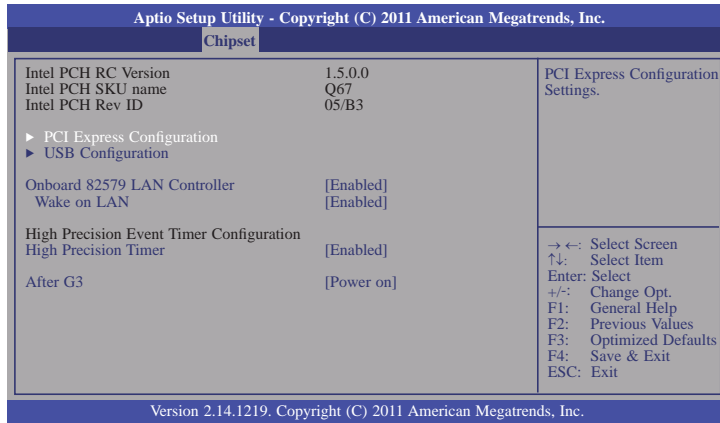 Aptio Setup Utility - Copyright (C) 2011 American Megatrends, Inc.
Chipset
Intel PCH RC Version 1.5.0.0
Intel PCH SKU name Q67
Intel PCH Rev ID 05/B3
► PCI Express Configuration
► USB Configuration
Onboard 82579 LAN Controller [Enabled]
Wake on LAN [Enabled]
High Precision Event Timer Configuration
High Precision Timer [Enabled]
After G3 [Power on]
PCI Express Configuration
Settings.
→ ←: Select Screen
↑↓: Select Item
Enter: Select
+/-: Change Opt.
F1: General Help
F2: Previous Values
F3: Optimized Defaults
F4: Save & Exit
ESC: Exit
Version 2.14.1219. Copyright (C) 2011 American Megatrends, Inc.